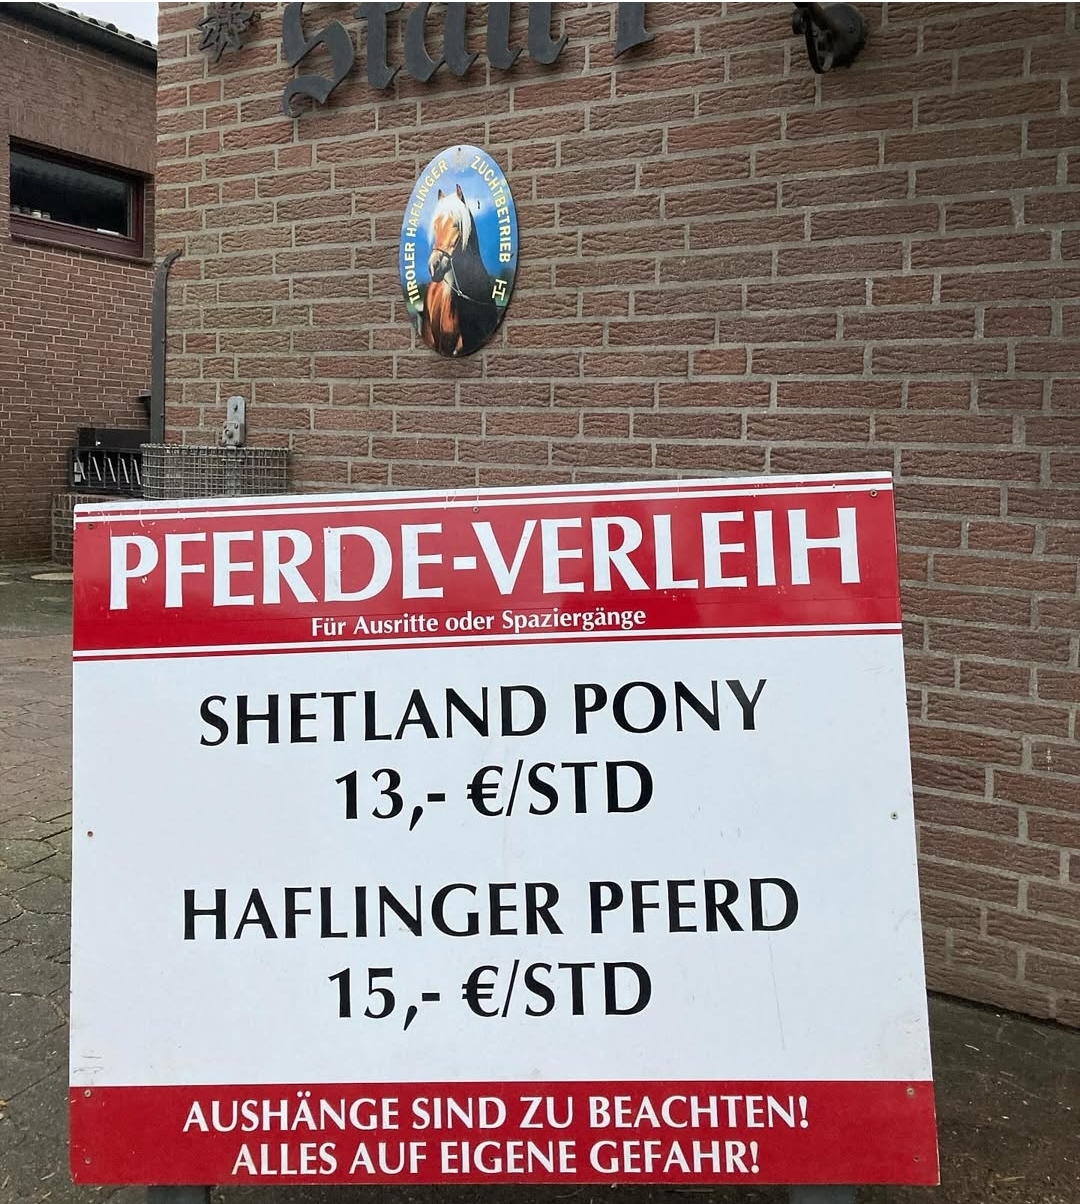 Stall
TIROLER HAFLINGER ZUCHTBETRIEB
PFERDE-VERLEIH
Für Ausritte oder Spaziergänge
SHETLAND PONY
13,- €/STD
HAFLINGER PFERD
15,- €/STD
AUSHÄNGE SIND ZU BEACHTEN!
ALLES AUF EIGENE GEFAHR!